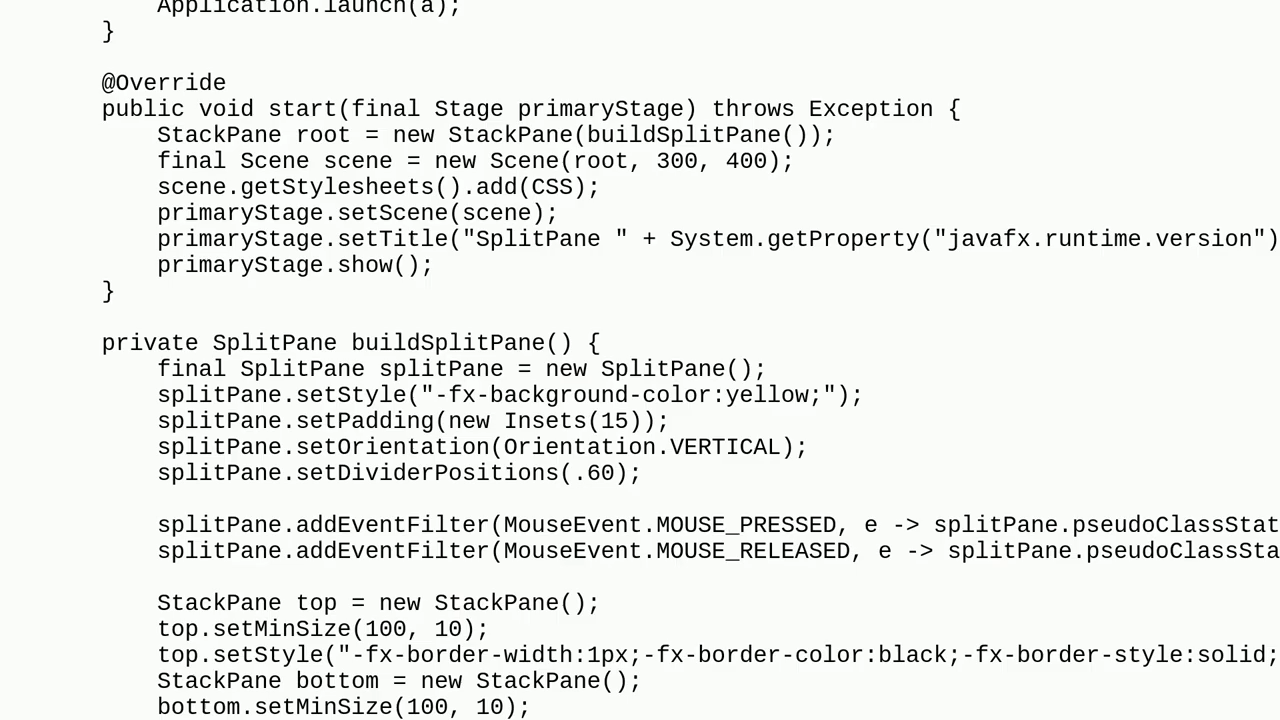 Application.launch(a);
}
@Override
public void start(final Stage primaryStage) throws Exception {
StackPane root = new StackPane(buildSplitPane());
final Scene scene = new Scene(root, 300, 400);
scene.getStylesheets().add(CSS);
primaryStage.setScene(scene);
primaryStage.setTitle("SplitPane " + System.getProperty("javafx.runtime.version")
primaryStage.show();
}
private SplitPane buildSplitPane() {
final SplitPane splitPane = new SplitPane();
splitPane.setStyle("-fx-background-color:yellow;");
splitPane.setPadding(new Insets(15));
splitPane.setOrientation(Orientation.VERTICAL);
splitPane.setDividerPositions(.60);
splitPane.addEventFilter(MouseEvent.MOUSE_PRESSED, e -> splitPane.pseudoClassStat
splitPane.addEventFilter(MouseEvent.MOUSE_RELEASED, e -> splitPane.pseudoClassSta
StackPane top = new StackPane();
top.setMinSize(100, 10);
top.setStyle("-fx-border-width:1px;-fx-border-color:black;-fx-border-style:solid;
StackPane bottom = new StackPane();
bottom.setMinSize(100, 10);